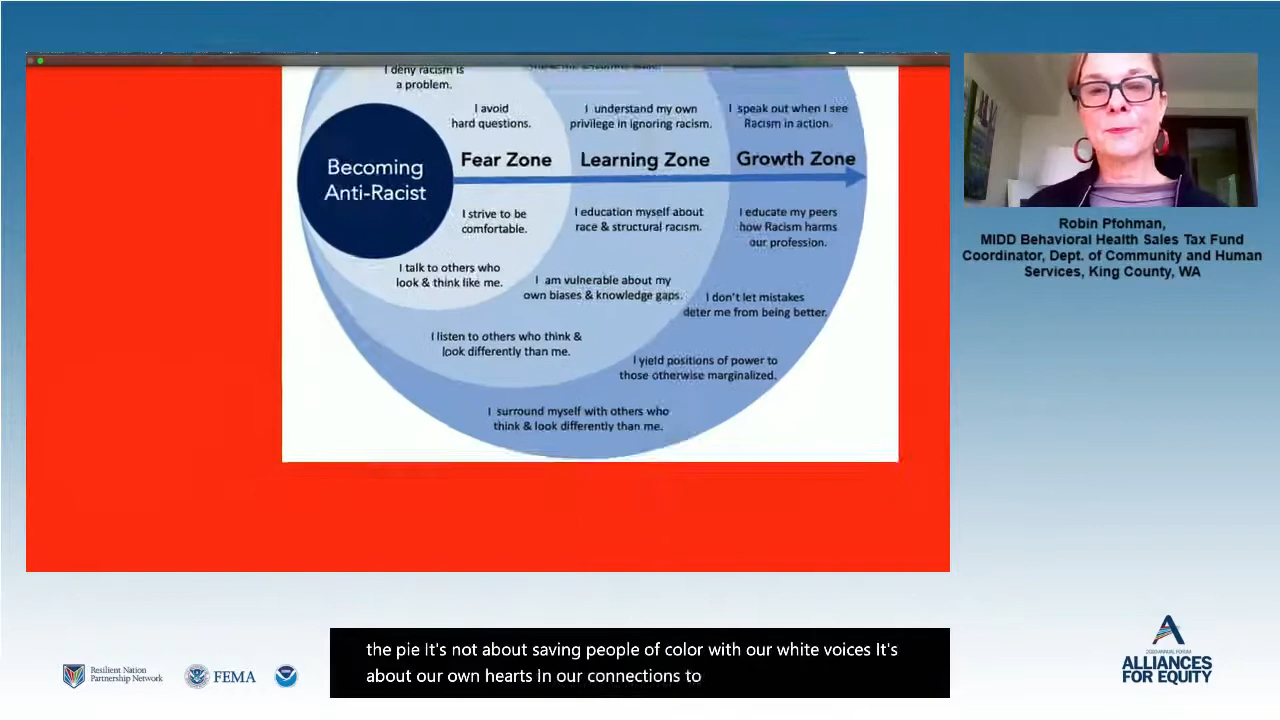 I deny racism is
a problem.
I avoid
hard questions.
I understand my own
privilege in ignoring racism.
I speak out when I see
Racism in action.
Becoming
Anti-Racist
Fear Zone
Learning Zone
Growth Zone
I strive to be
comfortable.
I education myself about
race & structural racism.
I educate my peers
how Racism harms
our profession.
I talk to others who
look & think like me.
I am vulnerable about my
own biases & knowledge gaps.
I don't let mistakes
deter me from being better.
I listen to others who think &
look differently than me.
I yield positions of power to
those otherwise marginalized.
I surround myself with others who
think & look differently than me.
Robin Pfohman,
MIDD Behavioral Health Sales Tax Fund
Coordinator, Dept. of Community and Human
Services, King County, WA
the pie It's not about saving people of color with our white voices It's
about our own hearts In our connections to
Resilient Nation
Partnership Network
FEMA
2020 ANNUAL FORUM
ALLIANCES
FOR EQUITY